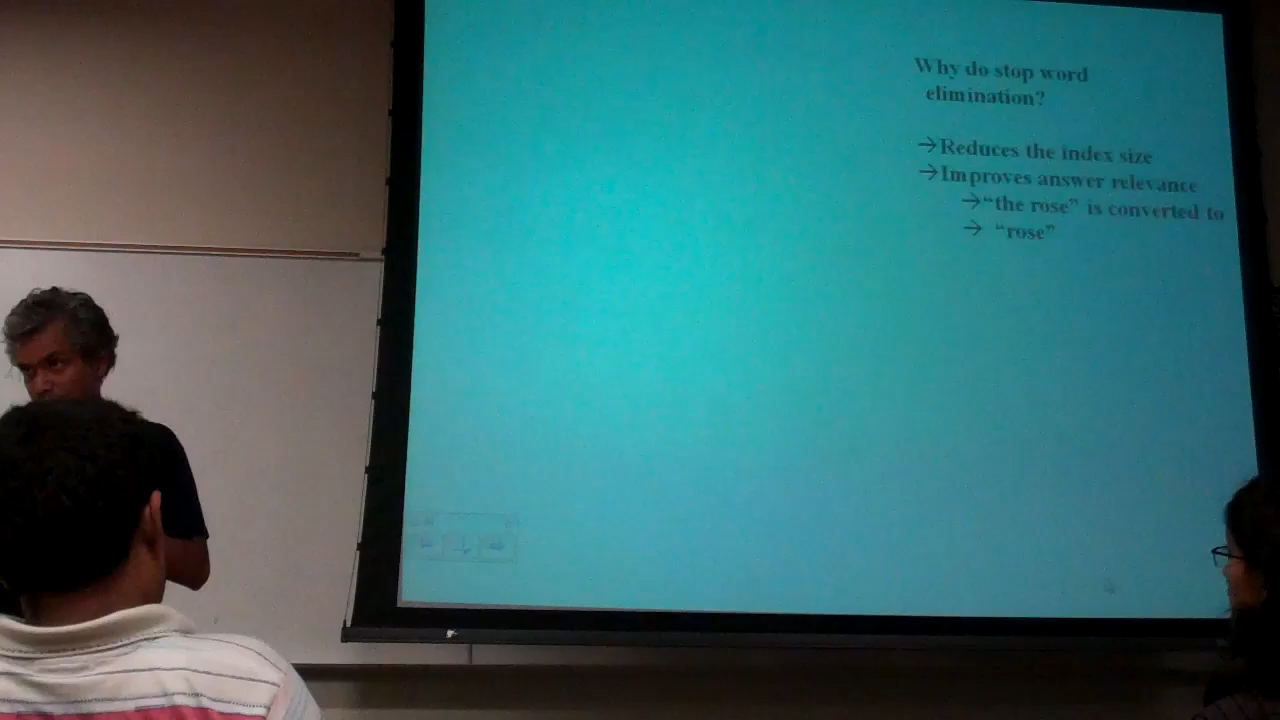 Why do stop word
elimination?
→Reduces the index size
→Improves answer relevance
→“the rose” is converted to
→ “rose”